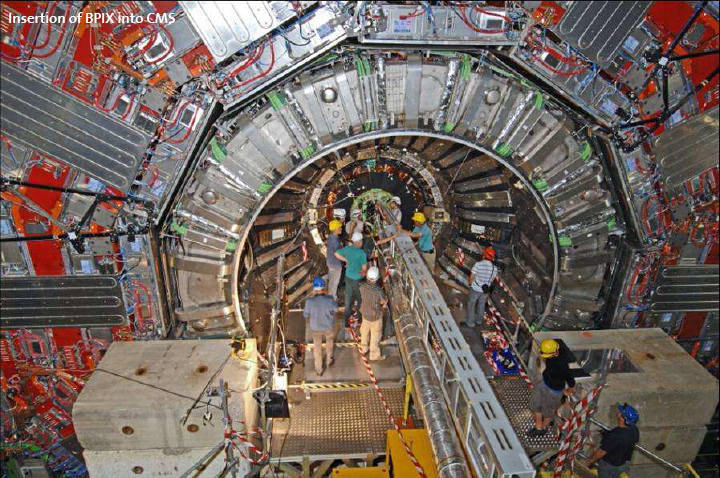 Insertion of BPIX into CMS